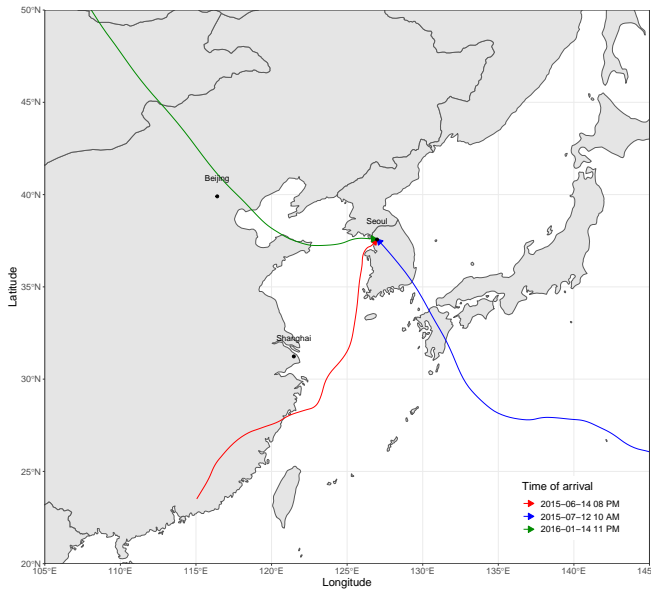 50°N
45°N
Beijing
40°N
Seoul
35°N
Latitude
Shanghai
30°N
25°N
Time of arrival
2015−06−14 08 PM
2015−07−12 10 AM
2016−01−14 11 PM
20°N
105°E 110°E 115°E 120°E 125°E 130°E 135°E 140°E 145°E
Longitude